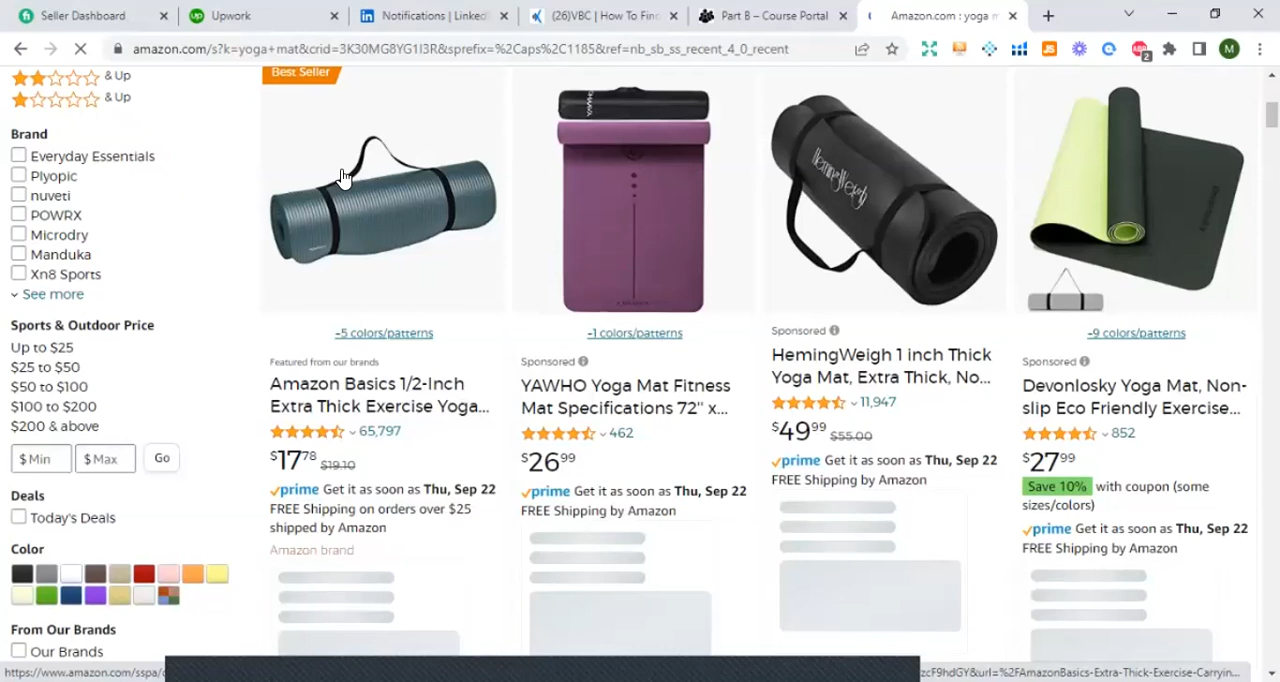 Seller Dashboard
Upwork
Notifications | LinkedI
(26)VBC | How To Fin
Part B – Course Portal
Amazon.com : yoga m
amazon.com/s?k=yoga+mat&crid=3K30MG8YG1I3R&sprefix=%2Caps%2C1185&ref=nb_sb_ss_recent_4_0_recent
JS
2
M
& Up
& Up
Brand
Everyday Essentials
Plyopic
nuveti
POWRX
Microdry
Manduka
Xn8 Sports
See more
Sports & Outdoor Price
Up to $25
$25 to $50
$50 to $100
$100 to $200
$200 & above
$ Min
$ Max
Go
Deals
Today's Deals
Color
From Our Brands
Our Brands
Best Seller
+5 colors/patterns
Featured from our brands
Amazon Basics 1/2-Inch
Extra Thick Exercise Yoga...
65,797
$17.78 $19.10
prime Get it as soon as Thu, Sep 22
FREE Shipping on orders over $25
shipped by Amazon
Amazon brand
YAWHO
+1 colors/patterns
Sponsored
YAWHO Yoga Mat Fitness
Mat Specifications 72'' x...
462
$26.99
prime Get it as soon as Thu, Sep 22
FREE Shipping by Amazon
HemingWeigh
Sponsored
HemingWeigh 1 inch Thick
Yoga Mat, Extra Thick, No...
11,947
$49.99 $55.00
prime Get it as soon as Thu, Sep 22
FREE Shipping by Amazon
+9 colors/patterns
Sponsored
Devonlosky Yoga Mat, Non-
slip Eco Friendly Exercise...
852
$27.99
Save 10% with coupon (some
sizes/colors)
prime Get it as soon as Thu, Sep 22
FREE Shipping by Amazon
https://www.amazon.com/sspa/c
zcF9hdGY&url=%2FAmazonBasics-Extra-Thick-Exercise-Carryin...